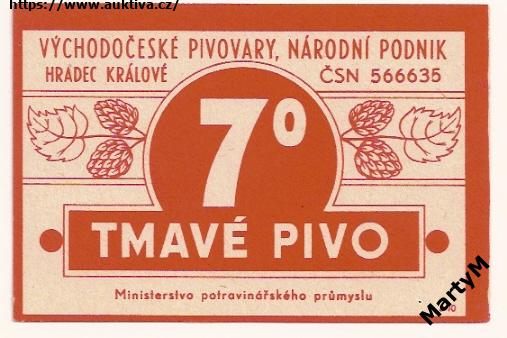 https://www.auktiva.cz/
VÝCHODOČESKÉ PIVOVARY, NÁRODNÍ PODNIK
HRADEC KRÁLOVÉ ČSN 566635
7°
TMAVÉ PIVO
Ministerstvo potravinářského průmyslu
MartyM